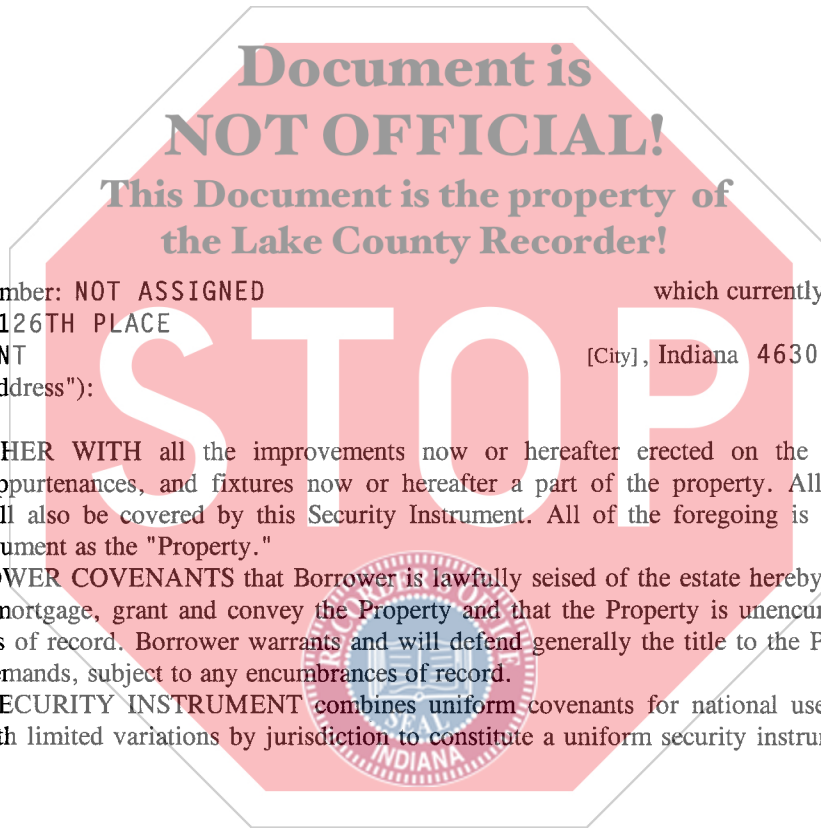 Document is
NOT OFFICIAL!
This Document is the property of
the Lake County Recorder!
mber: NOT ASSIGNED which currently
126TH PLACE
NT [City], Indiana 4630
ddress"):
STOP
HER WITH all the improvements now or hereafter erected on the
ppurtenances, and fixtures now or hereafter a part of the property. All
ll also be covered by this Security Instrument. All of the foregoing is
ument as the "Property."
OWER COVENANTS that Borrower is lawfully seised of the estate hereby
mortgage, grant and convey the Property and that the Property is unencum
s of record. Borrower warrants and will defend generally the title to the P
emands, subject to any encumbrances of record.
ECURITY INSTRUMENT combines uniform covenants for national use
th limited variations by jurisdiction to constitute a uniform security instrum
RECORDER'S OFFICE
SEAL
INDIANA